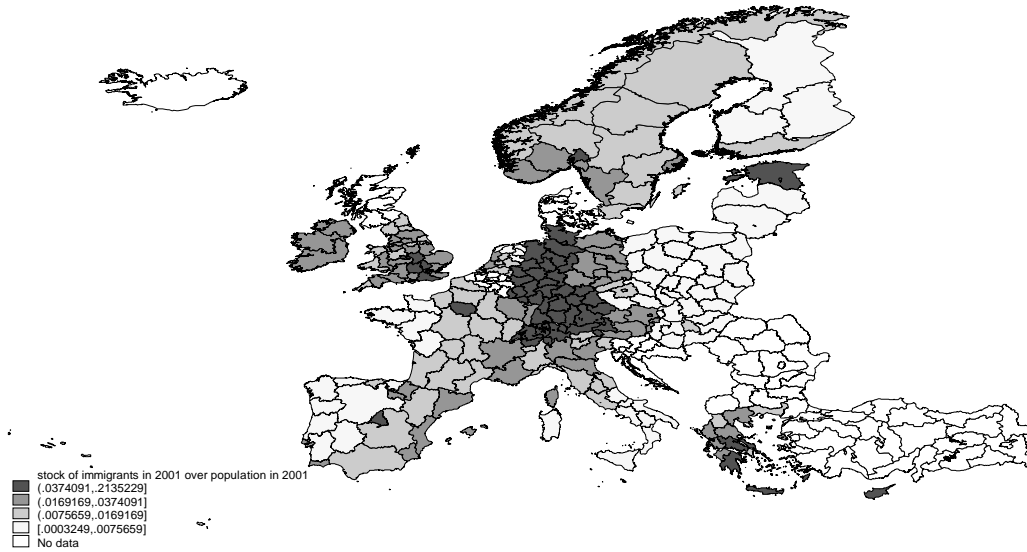 stock of immigrants in 2001 over population in 2001
(.0374091,.2135229]
(.0169169,.0374091]
(.0075659,.0169169]
[.0003249,.0075659]
No data